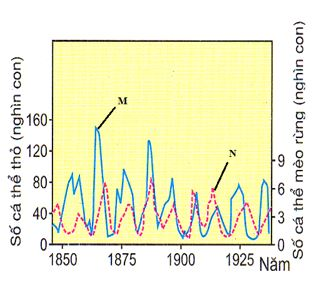 Số cá thể thỏ (nghìn con)
160
120
80
40
0
M
N
9
6
3
0
Số cá thể mèo rừng (nghìn con)
1850
1875
1900
1925
Năm